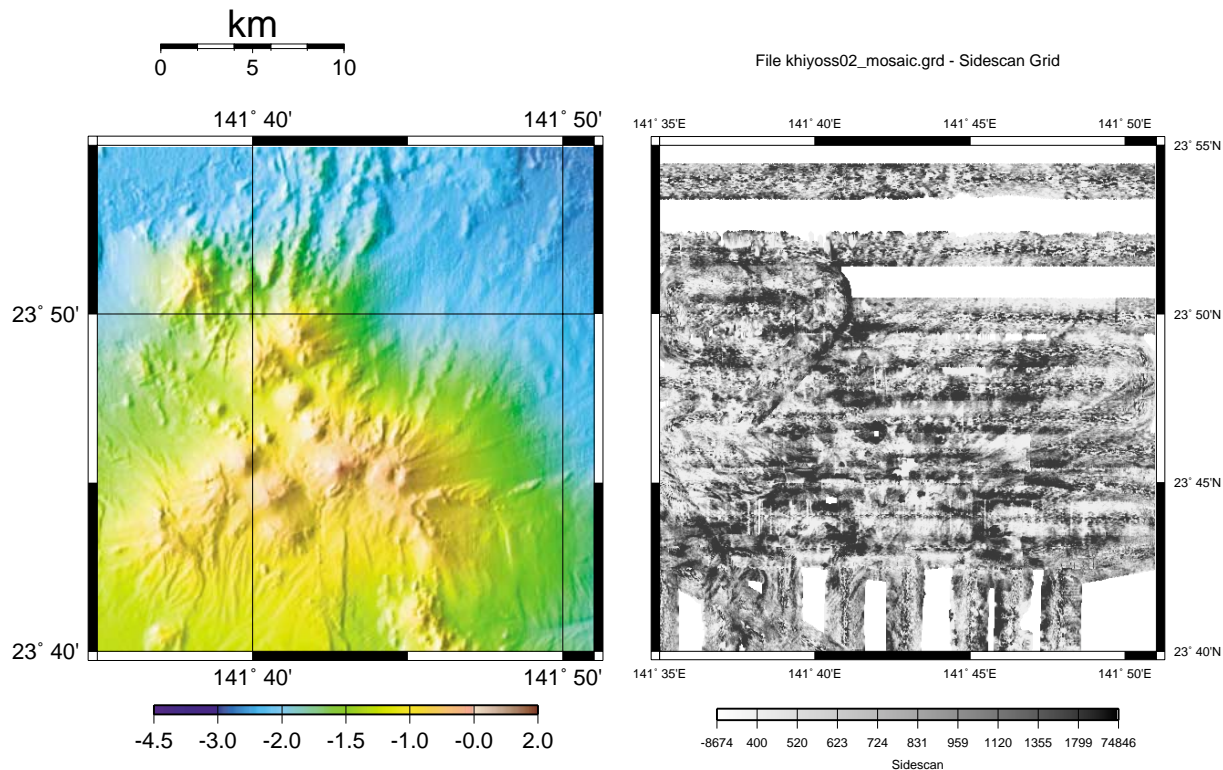 km
0 5 10
File khiyoss02_mosaic.grd - Sidescan Grid
141˚ 40' 141˚ 50'
141˚ 35'E 141˚ 40'E 141˚ 45'E 141˚ 50'E
23˚ 55'N
23˚ 50' 23˚ 50'N
23˚ 45'N
23˚ 40' 23˚ 40'N
141˚ 40' 141˚ 50'
141˚ 35'E 141˚ 40'E 141˚ 45'E 141˚ 50'E
-4.5 -3.0 -2.0 -1.5 -1.0 -0.0 2.0
-8674 400 520 623 724 831 959 1120 1355 1799 74846
Sidescan